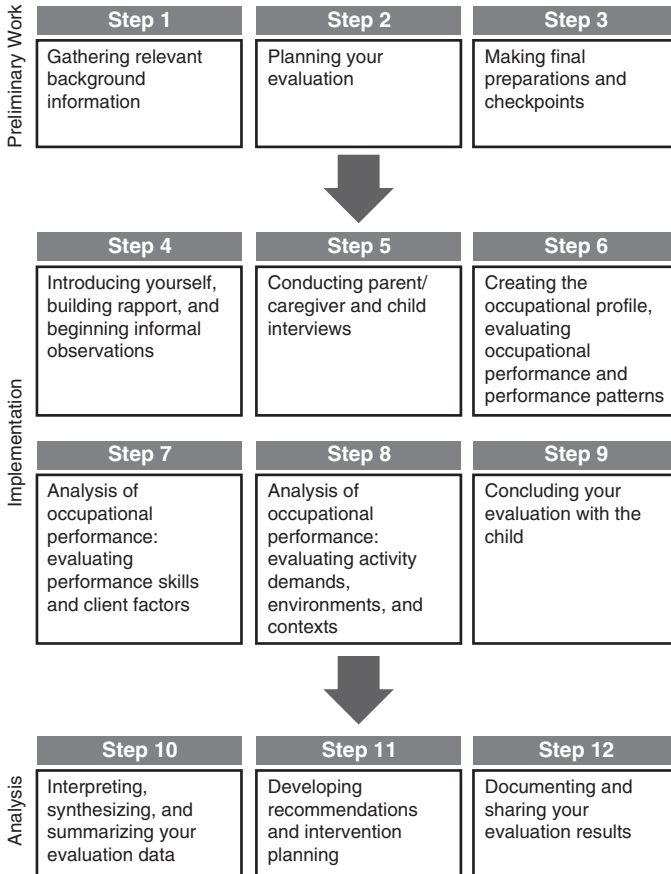 Preliminary Work
Step 1
Gathering relevant
background
information
Step 2
Planning your
evaluation
Step 3
Making final
preparations and
checkpoints
Implementation
Step 4
Introducing yourself,
building rapport, and
beginning informal
observations
Step 5
Conducting parent/
caregiver and child
interviews
Step 6
Creating the
occupational profile,
evaluating
occupational
performance and
performance patterns
Step 7
Analysis of
occupational
performance:
evaluating
performance skills
and client factors
Step 8
Analysis of
occupational
performance:
evaluating activity
demands,
environments, and
contexts
Step 9
Concluding your
evaluation with the
child
Analysis
Step 10
Interpreting,
synthesizing, and
summarizing your
evaluation data
Step 11
Developing
recommendations
and intervention
planning
Step 12
Documenting and
sharing your
evaluation results